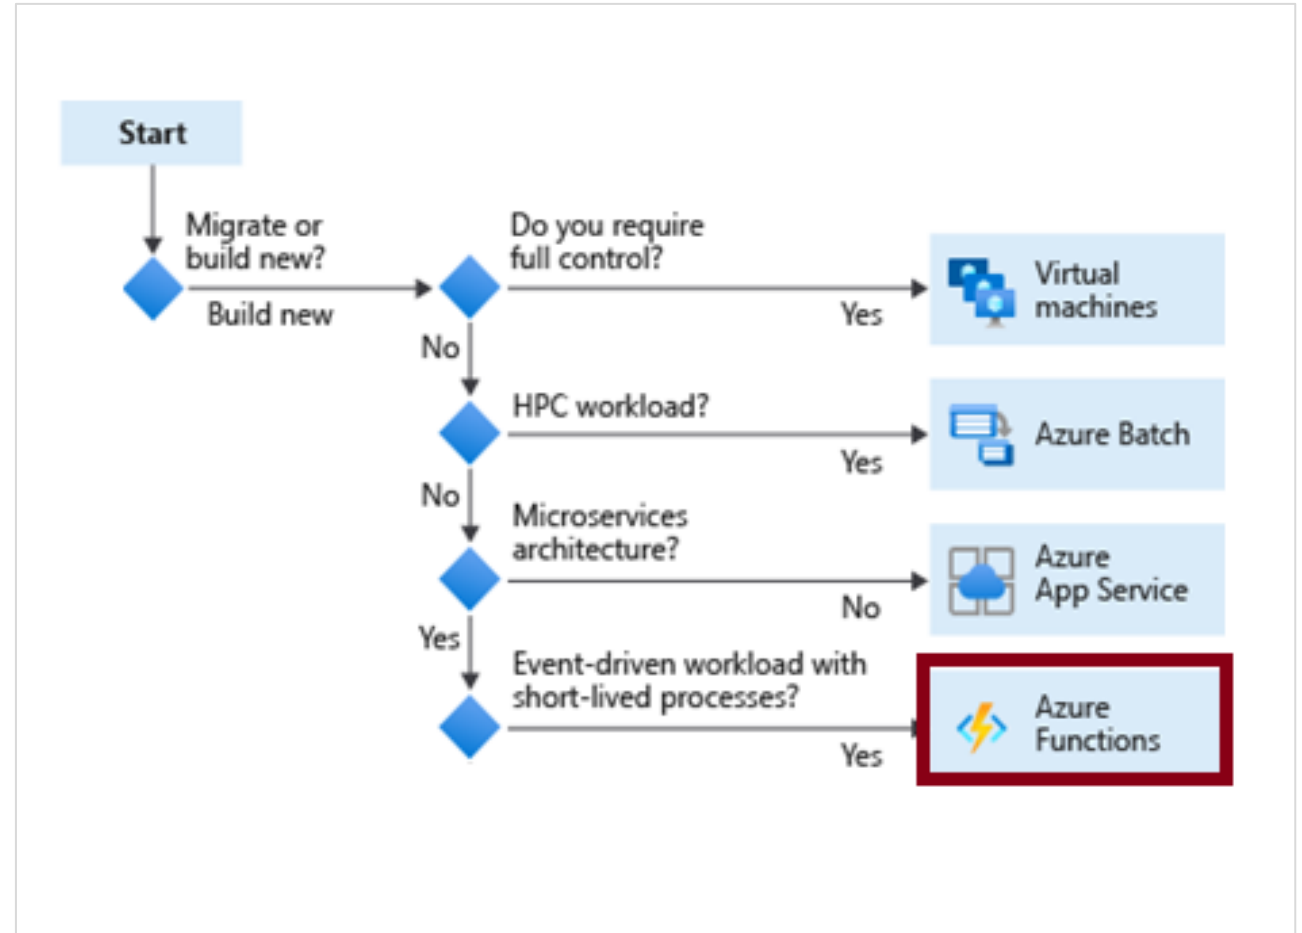 Start
Migrate or
build new?
Build new
Do you require
full control?
Yes
Virtual
machines
No
HPC workload?
Yes
Azure Batch
No
Microservices
architecture?
No
Azure
App Service
Yes
Event-driven workload with
short-lived processes?
Yes
Azure
Functions